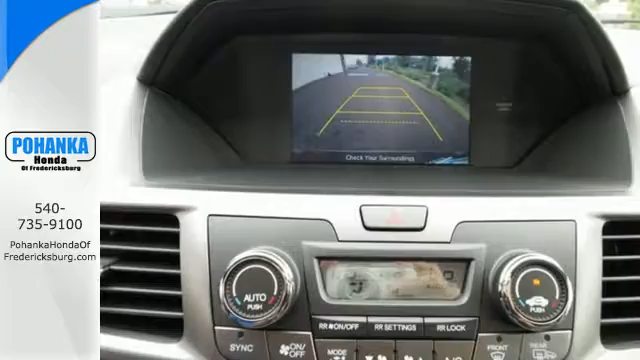 POHANKA
Honda
Of Fredericksburg
540-
735-9100
PohankaHondaOf
Fredericksburg.com
Check Your Surroundings
AUTO
PUSH
PUSH
RR ON/OFF RR SETTINGS RR LOCK
SYNC ON/OFF MODE A/C FRONT REAR